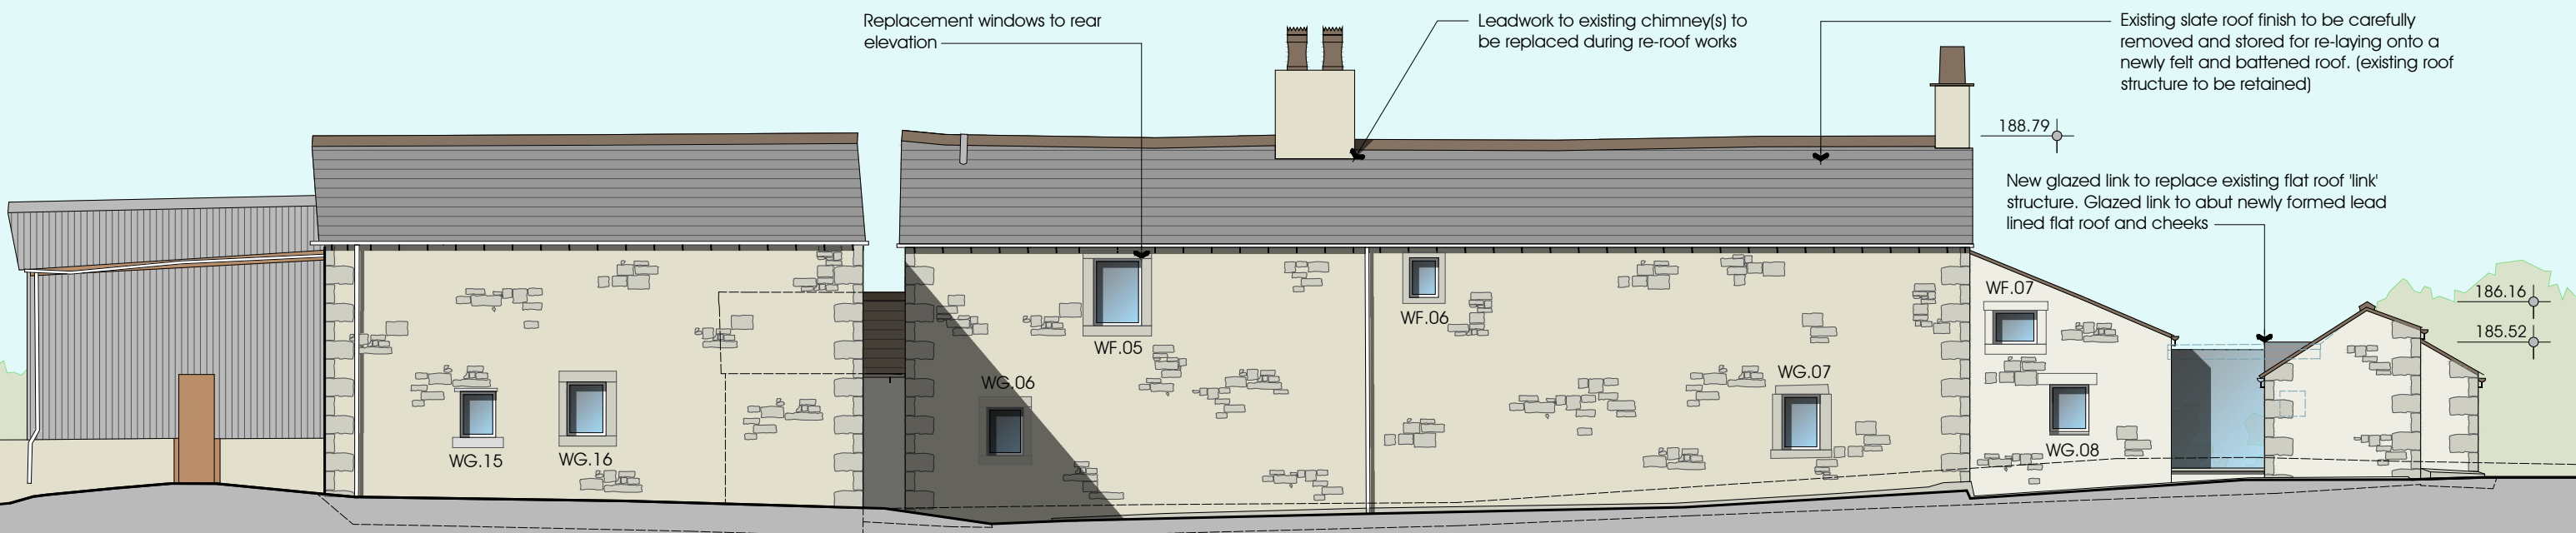 Replacement windows to rear
elevation
Leadwork to existing chimney(s) to
be replaced during re-roof works
Existing slate roof finish to be carefully
removed and stored for re-laying onto a
newly felt and battened roof. (existing roof
structure to be retained)
188.79
New glazed link to replace existing flat roof 'link'
structure. Glazed link to abut newly formed lead
lined flat roof and cheeks
186.16
185.52
WF.07
WF.06
WF.05
WG.06
WG.07
WG.08
WG.15
WG.16